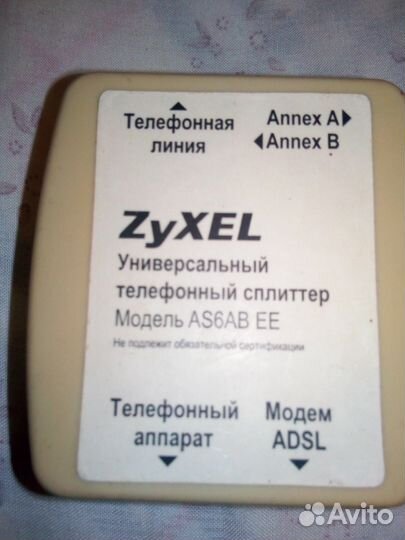 ▲
Телефонная Annex A▶
линия ◀Annex B
ZyXEL
Универсальный
телефонный сплиттер
Модель AS6AB EE
Не подлежит обязательной сертификации
Телефонный Модем
аппарат ADSL
▼ ▼
Avito